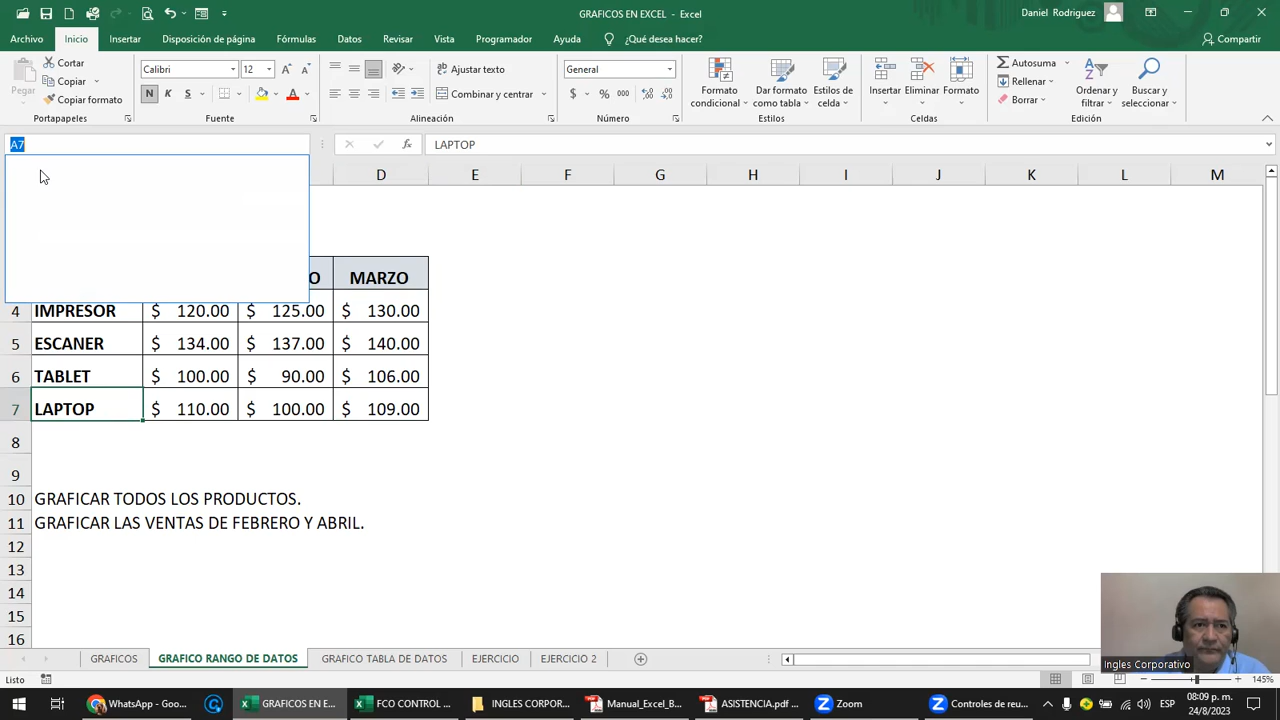 GRAFICOS EN EXCEL - Excel
Daniel Rodriguez
Archivo Inicio Insertar Disposición de página Fórmulas Datos Revisar Vista Programador Ayuda ¿Qué desea hacer? Compartir
Pegar
Cortar
Copiar
Copiar formato
Portapapeles
Calibri 12
N K S
Fuente
Ajustar texto
Combinar y centrar
Alineación
General
$ % 000
Número
Formato condicional
Dar formato como tabla
Estilos de celda
Estilos
Insertar Eliminar Formato
Celdas
Autosuma
Rellenar
Borrar
Ordenar y filtrar
Buscar y seleccionar
Edición
A7 fx LAPTOP
D E F G H I J K L M
O MARZO
4 IMPRESOR $ 120.00 $ 125.00 $ 130.00
5 ESCANER $ 134.00 $ 137.00 $ 140.00
6 TABLET $ 100.00 $ 90.00 $ 106.00
7 LAPTOP $ 110.00 $ 100.00 $ 109.00
8
9
10 GRAFICAR TODOS LOS PRODUCTOS.
11 GRAFICAR LAS VENTAS DE FEBRERO Y ABRIL.
12
13
14
15
16
Ingles Corporativo
GRAFICOS GRAFICO RANGO DE DATOS GRAFICO TABLA DE DATOS EJERCICIO EJERCICIO 2
Listo 145%
WhatsApp - Goo... GRAFICOS EN E... FCO CONTROL ... INGLES CORPOR... Manual_Excel_B... ASISTENCIA.pdf ... Zoom Controles de reu... ESP
08:09 p. m.
24/8/2023